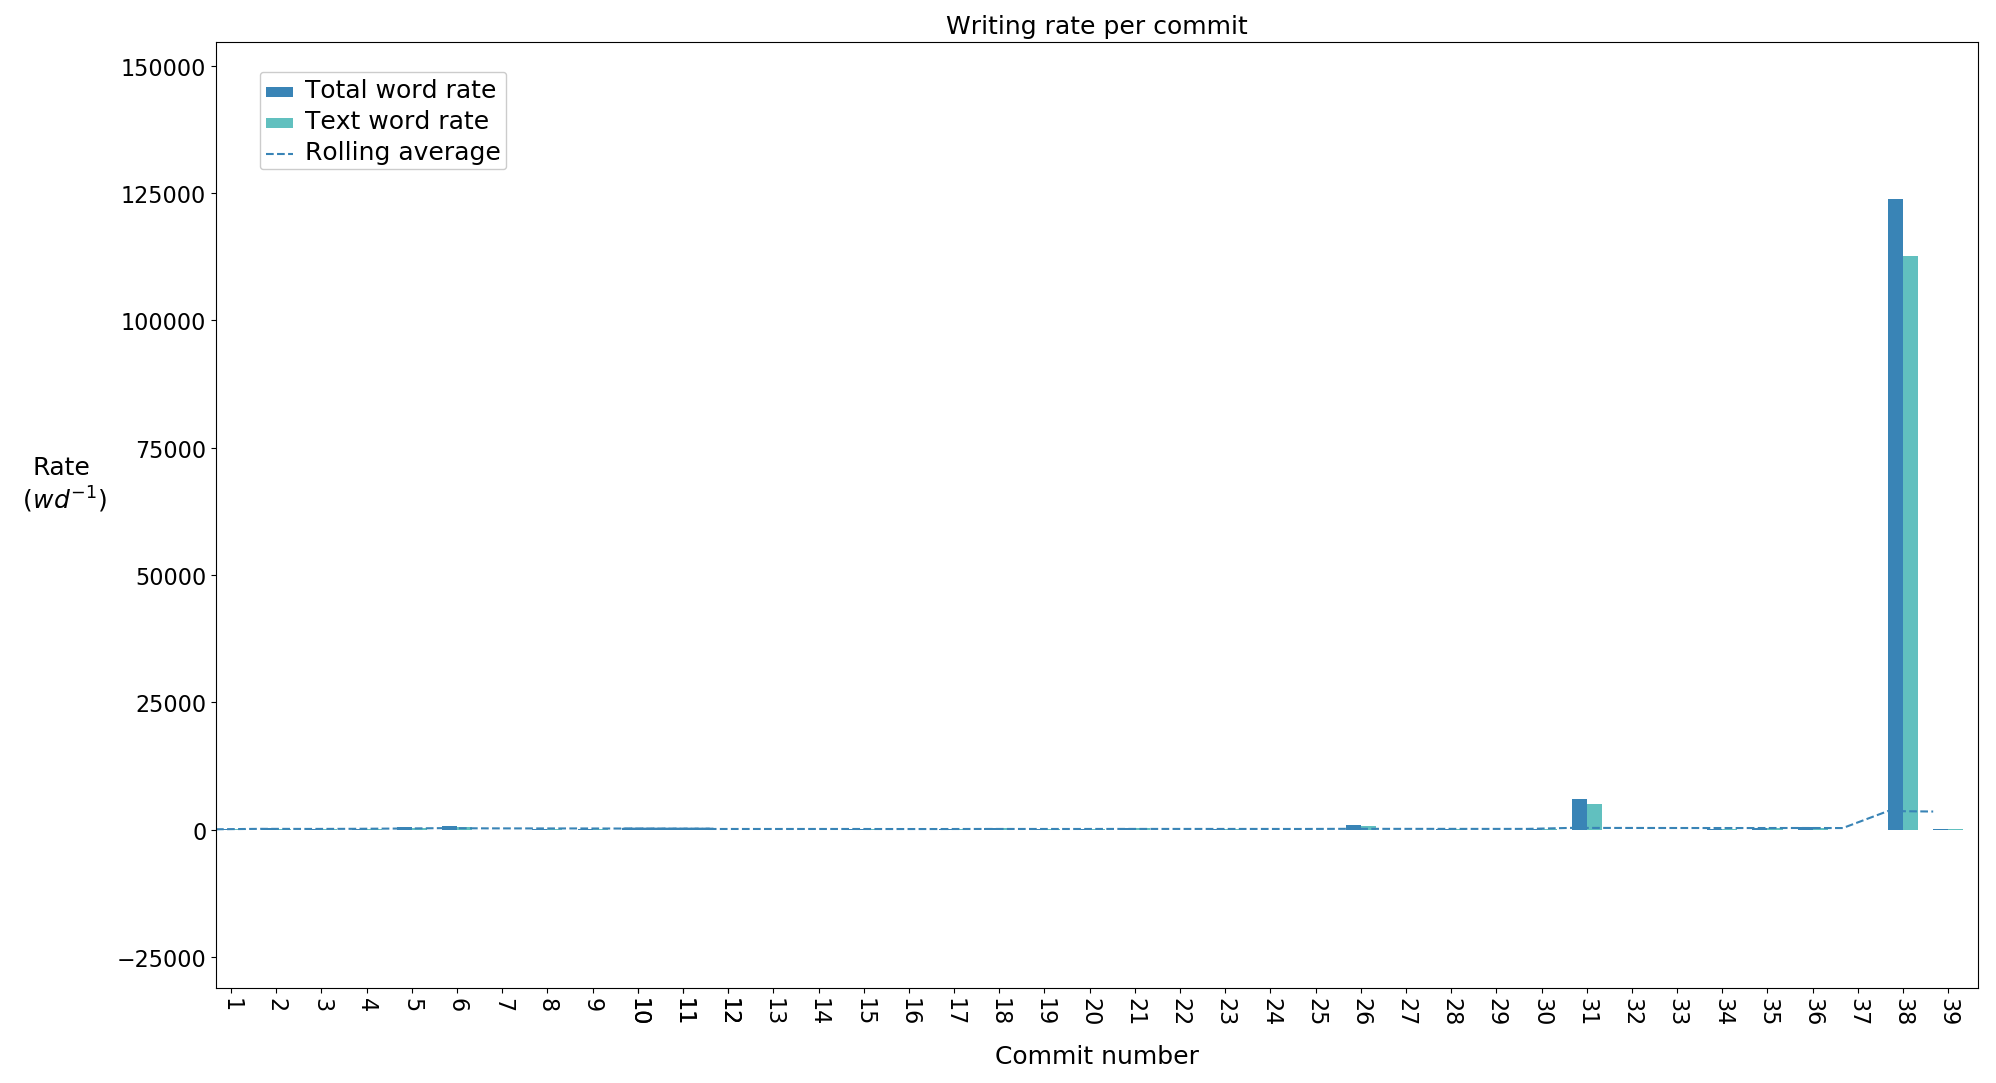 Writing rate per commit
150000
125000
100000
75000
50000
25000
0
−25000
Rate
(wd⁻¹)
Total word rate
Text word rate
Rolling average
1 2 3 4 5 6 7 8 9 10 11 12 13 14 15 16 17 18 19 20 21 22 23 24 25 26 27 28 29 30 31 32 33 34 35 36 37 38 39
Commit number